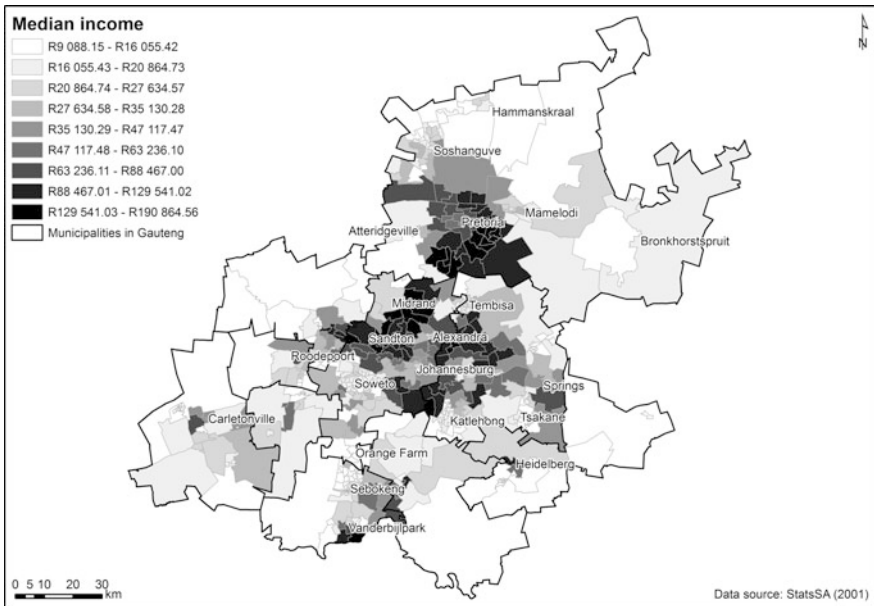 Median income
R9 088.15 - R16 055.42
R16 055.43 - R20 864.73
R20 864.74 - R27 634.57
R27 634.58 - R35 130.28
R35 130.29 - R47 117.47
R47 117.48 - R63 236.10
R63 236.11 - R88 467.00
R88 467.01 - R129 541.02
R129 541.03 - R190 864.56
Municipalities in Gauteng
N
Hammanskraal
Soshanguve
Mamelodi
Pretoria
Atteridgeville
Bronkhorstspruit
Midrand
Tembisa
Sandton
Alexandra
Roodepoort
Johannesburg
Soweto
Springs
Carletonville
Katlehong
Tsakane
Orange Farm
Heidelberg
Sebokeng
Vanderbijlpark
0 5 10 20 30
km
Data source: StatsSA (2001)